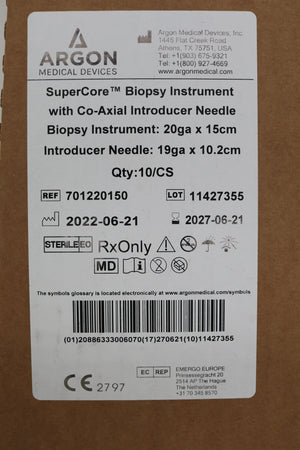 ARGON
MEDICAL DEVICES
Argon Medical Devices, Inc.
1445 Flat Creek Road
Athens, TX 75751, USA
Tel +1(903) 675-9321
Tel +1(800) 927-4669
www.argonmedical.com
SuperCore™ Biopsy Instrument
with Co-Axial Introducer Needle
Biopsy Instrument: 20ga x 15cm
Introducer Needle: 19ga x 10.2cm
Qty:10/CS
REF 701220150
LOT 11427355
2022-06-21
2027-06-21
STERILE EO RxOnly
MD
The symbols glossary is located electronically at www.argonmedical.com/symbols
(01)20886333006070(17)270621(10)11427355
CE 2797
EC REP
EMERGO EUROPE
Prinsessegracht 20
2514 AP The Hague
The Netherlands
+31 70 345 8570